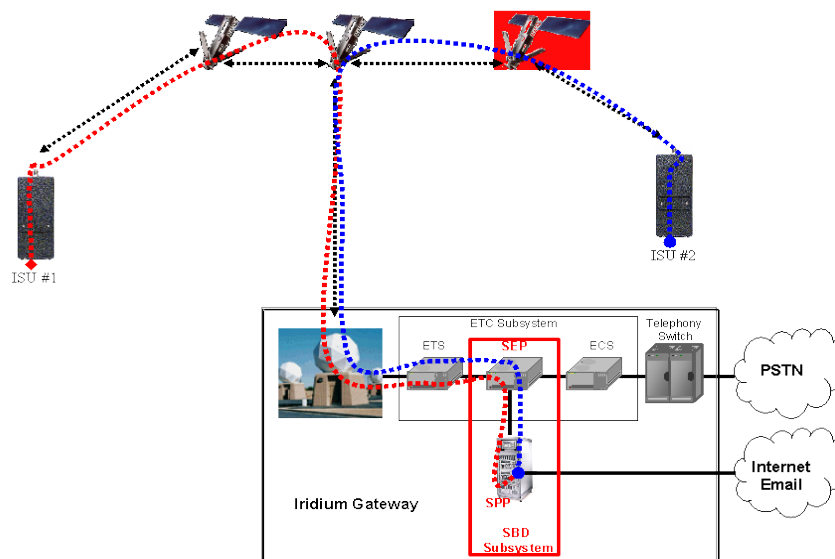 ISU #1
ISU #2
ETC Subsystem
Telephony
Switch
ETS
SEP
ECS
PSTN
Internet
Email
Iridium Gateway
SPP
SBD
Subsystem